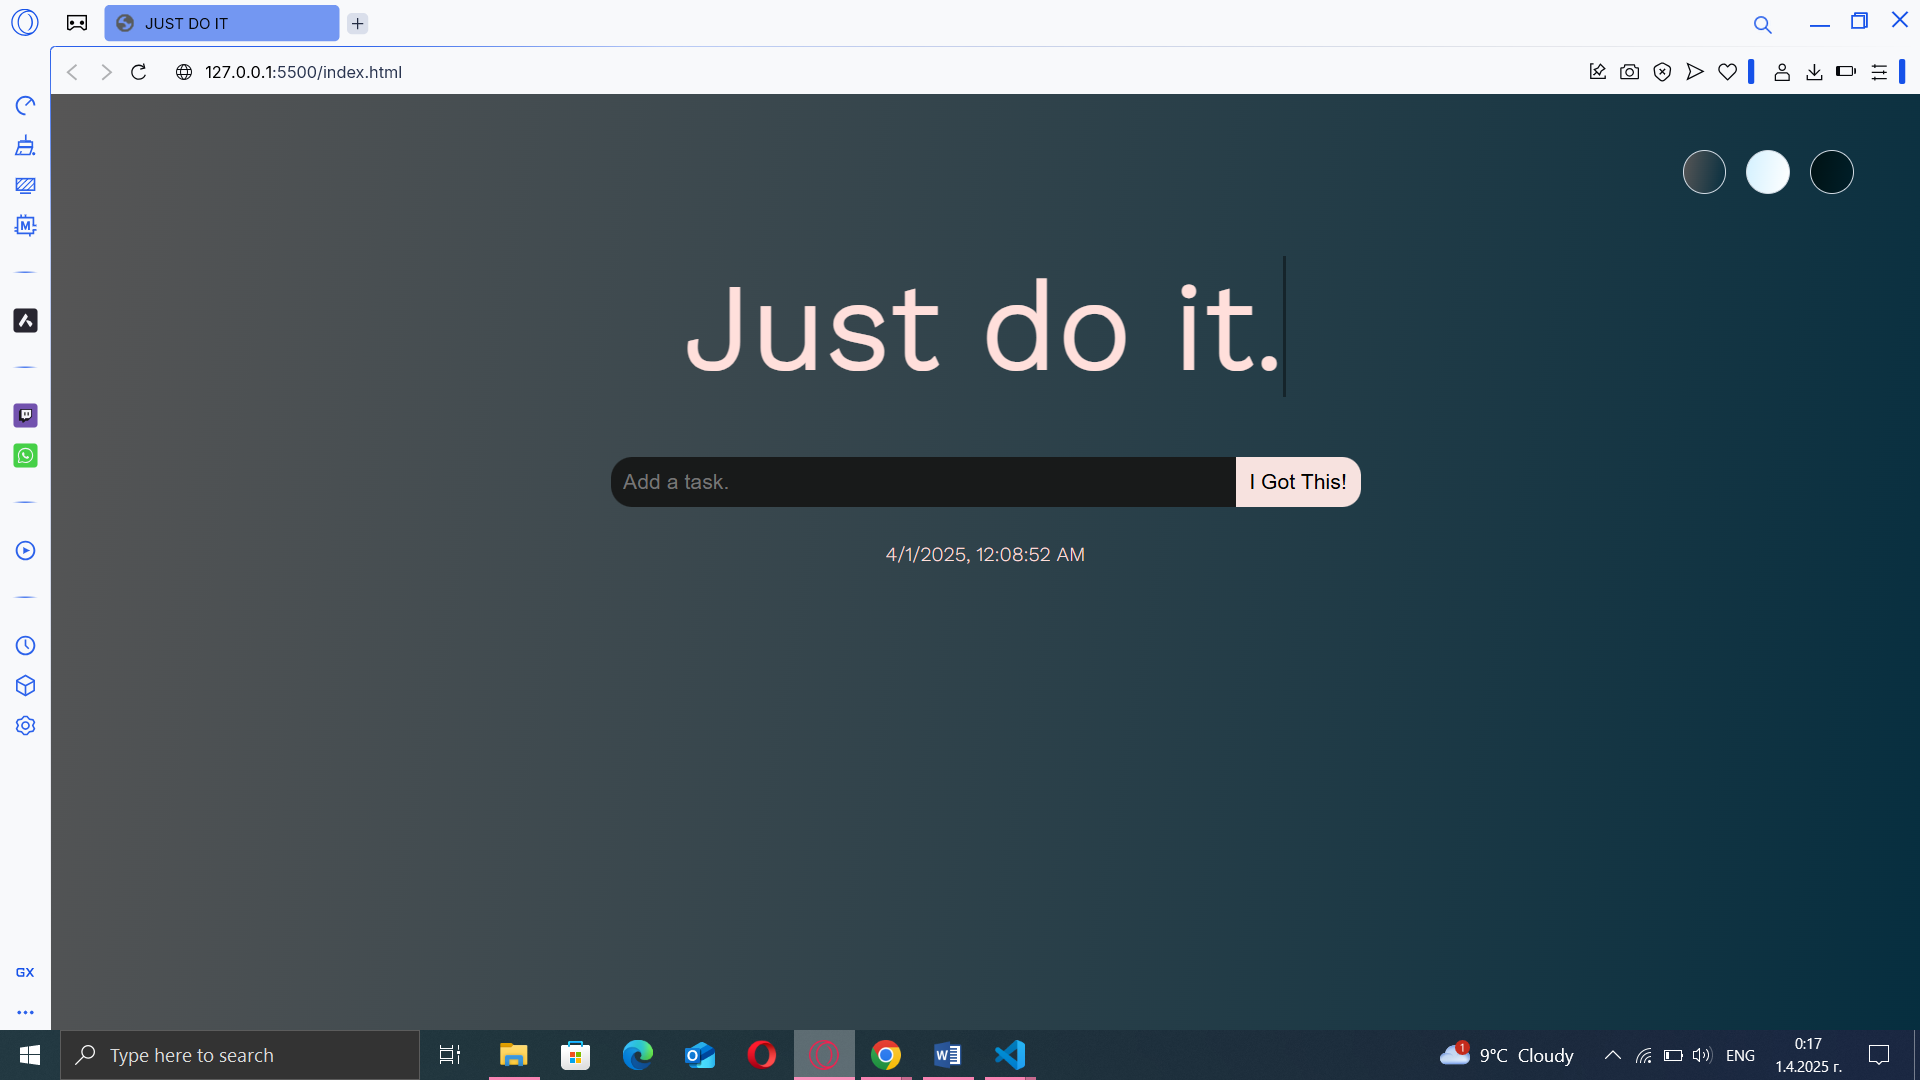 JUST DO IT
127.0.0.1:5500/index.html
M
Just do it.
Add a task.
I Got This!
4/1/2025, 12:08:52 AM
GX
Type here to search
1
9°C Cloudy
ENG
0:17
1.4.2025 г.